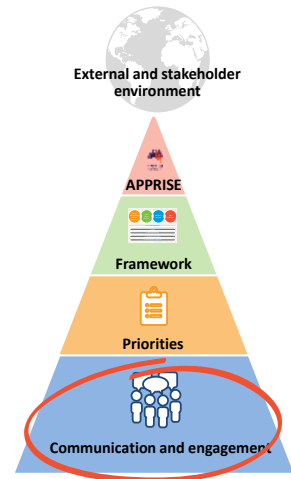 External and stakeholder
environment
APPRISE
Framework
Priorities
Communication and engagement